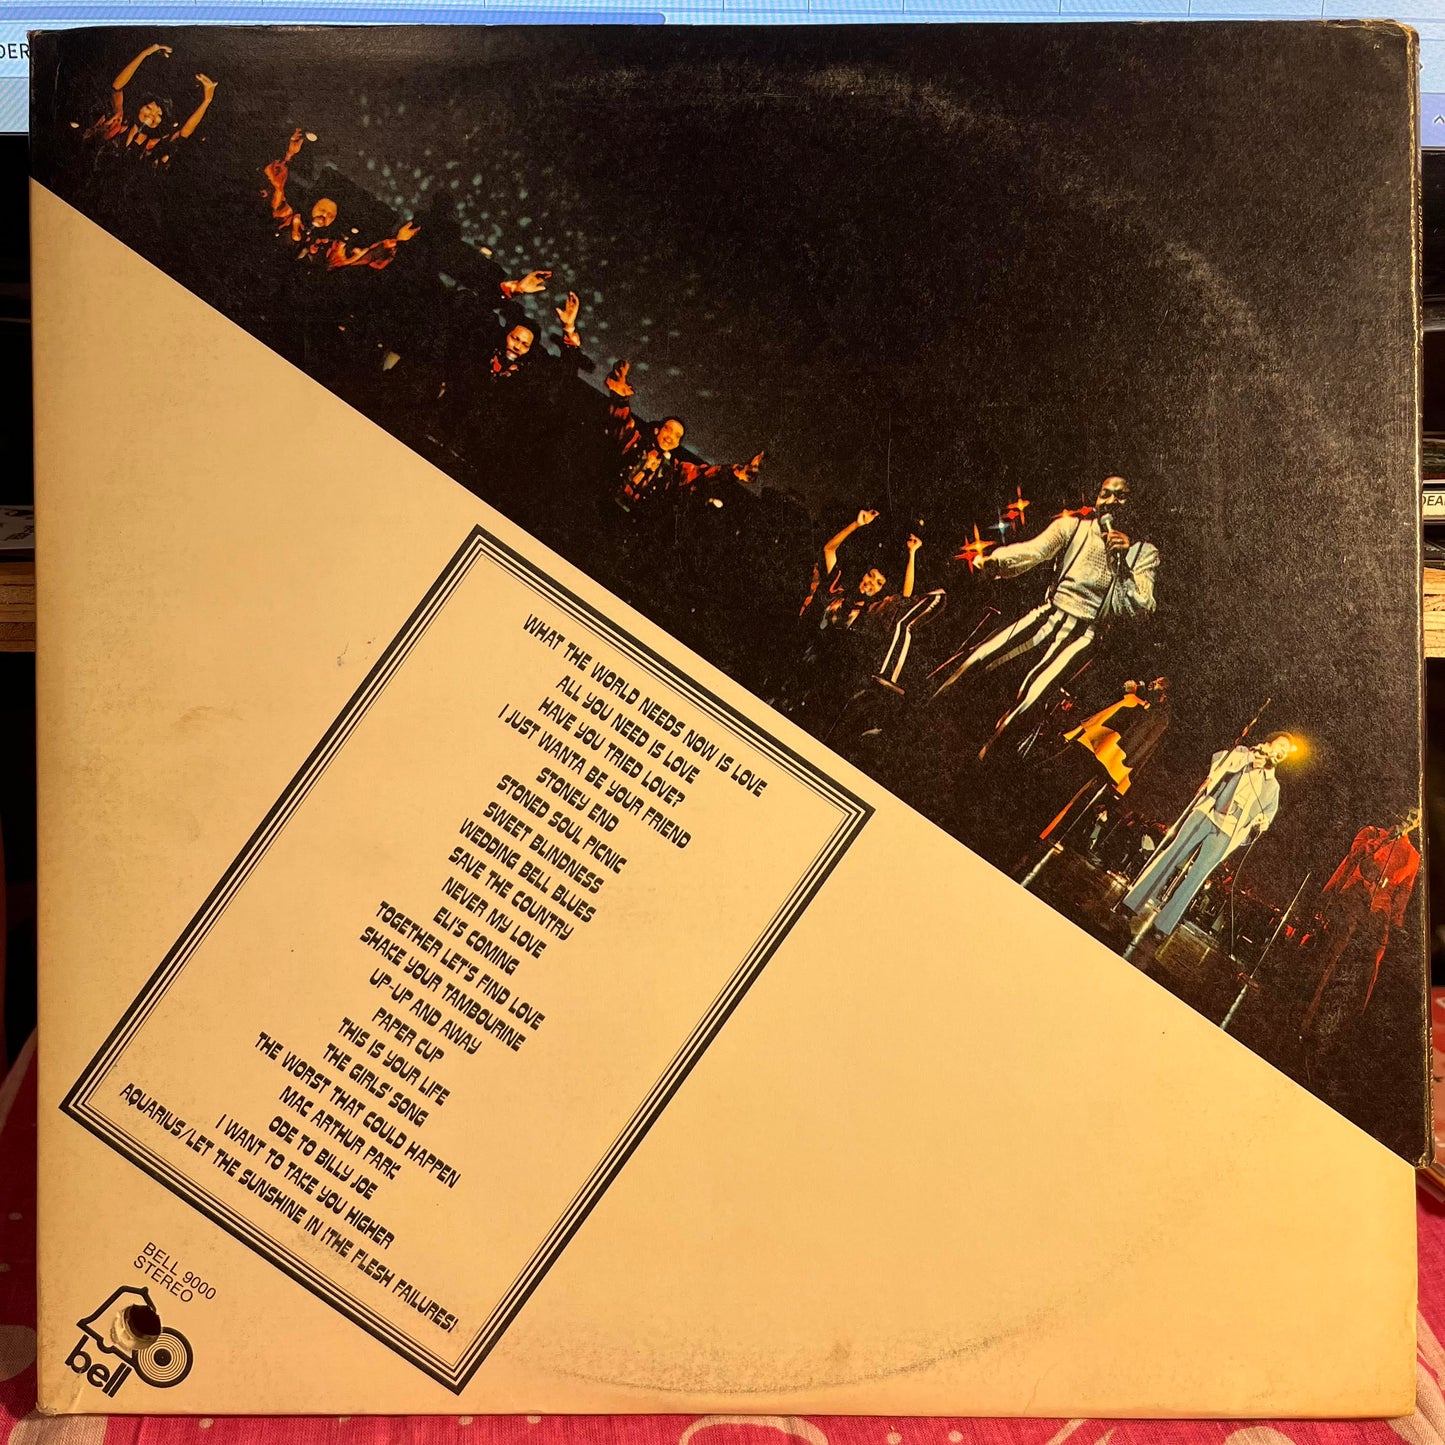 WHAT THE WORLD NEEDS NOW IS LOVE
ALL YOU NEED IS LOVE
HAVE YOU TRIED LOVE?
I JUST WANTA BE YOUR FRIEND
STONEY END
STONED SOUL PICNIC
SWEET BLINDNESS
WEDDING BELL BLUES
SAVE THE COUNTRY
NEVER MY LOVE
ELI'S COMING
TOGETHER LET'S FIND LOVE
SHAKE YOUR TAMBOURINE
UP-UP AND AWAY
PAPER CUP
THIS IS YOUR LIFE
THE GIRLS' SONG
THE WORST THAT COULD HAPPEN
MAC ARTHUR PARK
ODE TO BILLY JOE
I WANT TO TAKE YOU HIGHER
AQUARIUS/LET THE SUNSHINE IN (THE FLESH FAILURES)
BELL 9000
STEREO
bell